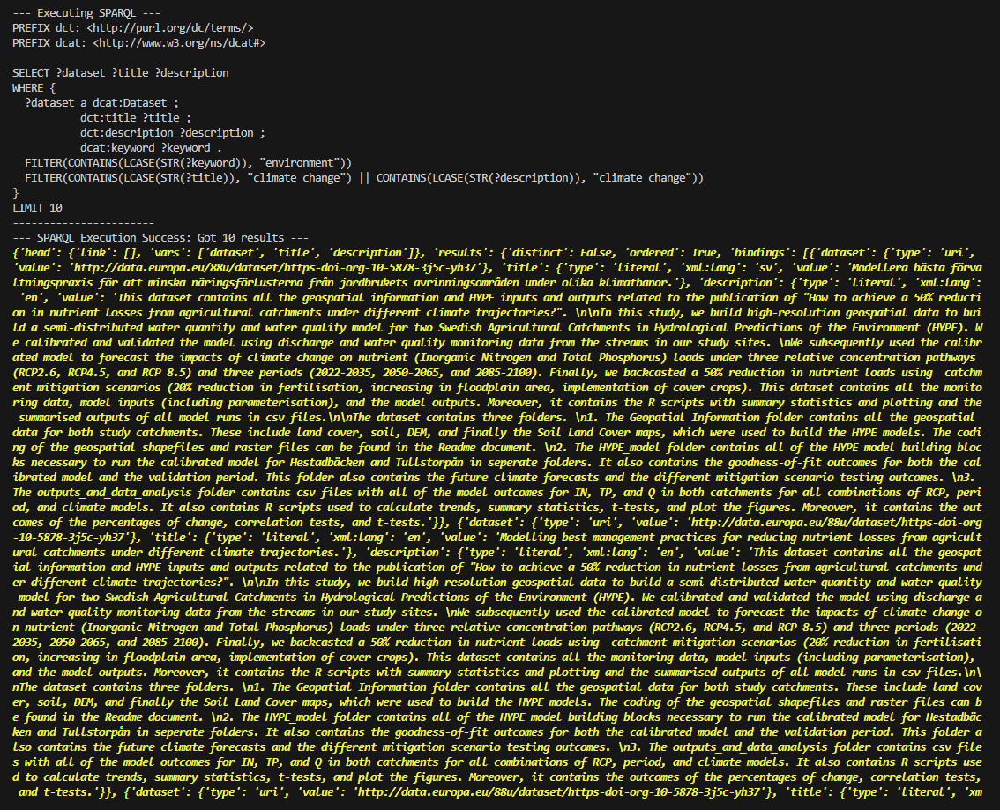 --- Executing SPARQL ---
PREFIX dct: <http://purl.org/dc/terms/>
PREFIX dcat: <http://www.w3.org/ns/dcat#>

SELECT ?dataset ?title ?description
WHERE {
  ?dataset a dcat:Dataset ;
           dct:title ?title ;
           dct:description ?description ;
           dcat:keyword ?keyword .
  FILTER(CONTAINS(LCASE(STR(?keyword)), "environment"))
  FILTER(CONTAINS(LCASE(STR(?title)), "climate change") || CONTAINS(LCASE(STR(?description)), "climate change"))
}
LIMIT 10
-----------------------
--- SPARQL Execution Success: Got 10 results ---
{'head': {'link': [], 'vars': ['dataset', 'title', 'description']}, 'results': {'distinct': False, 'ordered': True, 'bindings': [{'dataset': {'type': 'uri',
'value': 'http://data.europa.eu/88u/dataset/https-doi-org-10-5878-3j5c-yh37'}, 'title': {'type': 'literal', 'xml:lang': 'sv', 'value': 'Modellera bästa förva
ltningspraxis för att minska näringsförlusterna från jordbrukets avrinningsområden under olika klimatbanor.'}, 'description': {'type': 'literal', 'xml:lang':
 'en', 'value': 'This dataset contains all the geospatial information and HYPE inputs and outputs related to the publication of "How to achieve a 50% reducti
on in nutrient losses from agricultural catchments under different climate trajectories?". \n\nIn this study, we build high-resolution geospatial data to bui
ld a semi-distributed water quantity and water quality model for two Swedish Agricultural Catchments in Hydrological Predictions of the Environment (HYPE). W
e calibrated and validated the model using discharge and water quality monitoring data from the streams in our study sites. \nWe subsequently used the calibr
ated model to forecast the impacts of climate change on nutrient (Inorganic Nitrogen and Total Phosphorus) loads under three relative concentration pathways
(RCP2.6, RCP4.5, and RCP 8.5) and three periods (2022-2035, 2050-2065, and 2085-2100). Finally, we backcasted a 50% reduction in nutrient loads using  catchm
ent mitigation scenarios (20% reduction in fertilisation, increasing in floodplain area, implementation of cover crops). This dataset contains all the monito
ring data, model inputs (including parameterisation), and the model outputs. Moreover, it contains the R scripts with summary statistics and plotting and the
 summarised outputs of all model runs in csv files.\n\nThe dataset contains three folders. \n1. The Geopatial Information folder contains all the geospatial
data for both study catchments. These include land cover, soil, DEM, and finally the Soil Land Cover maps, which were used to build the HYPE models. The codi
ng of the geospatial shapefiles and raster files can be found in the Readme document. \n2. The HYPE_model folder contains all of the HYPE model building bloc
ks necessary to run the calibrated model for Hestadbäcken and Tullstorpån in seperate folders. It also contains the goodness-of-fit outcomes for both the cal
ibrated model and the validation period. This folder also contains the future climate forecasts and the different mitigation scenario testing outcomes. \n3.
The outputs_and_data_analysis folder contains csv files with all of the model outcomes for IN, TP, and Q in both catchments for all combinations of RCP, peri
od, and climate models. It also contains R scripts used to calculate trends, summary statistics, t-tests, and plot the figures. Moreover, it contains the out
comes of the percentages of change, correlation tests, and t-tests.'}}, {'dataset': {'type': 'uri', 'value': 'http://data.europa.eu/88u/dataset/https-doi-org
-10-5878-3j5c-yh37'}, 'title': {'type': 'literal', 'xml:lang': 'en', 'value': 'Modelling best management practices for reducing nutrient losses from agricult
ural catchments under different climate trajectories.'}, 'description': {'type': 'literal', 'xml:lang': 'en', 'value': 'This dataset contains all the geospat
ial information and HYPE inputs and outputs related to the publication of "How to achieve a 50% reduction in nutrient losses from agricultural catchments und
er different climate trajectories?". \n\nIn this study, we build high-resolution geospatial data to build a semi-distributed water quantity and water quality
 model for two Swedish Agricultural Catchments in Hydrological Predictions of the Environment (HYPE). We calibrated and validated the model using discharge a
nd water quality monitoring data from the streams in our study sites. \nWe subsequently used the calibrated model to forecast the impacts of climate change o
n nutrient (Inorganic Nitrogen and Total Phosphorus) loads under three relative concentration pathways (RCP2.6, RCP4.5, and RCP 8.5) and three periods (2022-
2035, 2050-2065, and 2085-2100). Finally, we backcasted a 50% reduction in nutrient loads using  catchment mitigation scenarios (20% reduction in fertilisati
on, increasing in floodplain area, implementation of cover crops). This dataset contains all the monitoring data, model inputs (including parameterisation),
and the model outputs. Moreover, it contains the R scripts with summary statistics and plotting and the summarised outputs of all model runs in csv files.\n\
nThe dataset contains three folders. \n1. The Geopatial Information folder contains all the geospatial data for both study catchments. These include land cov
er, soil, DEM, and finally the Soil Land Cover maps, which were used to build the HYPE models. The coding of the geospatial shapefiles and raster files can b
e found in the Readme document. \n2. The HYPE_model folder contains all of the HYPE model building blocks necessary to run the calibrated model for Hestadbäc
ken and Tullstorpån in seperate folders. It also contains the goodness-of-fit outcomes for both the calibrated model and the validation period. This folder a
lso contains the future climate forecasts and the different mitigation scenario testing outcomes. \n3. The outputs_and_data_analysis folder contains csv file
s with all of the model outcomes for IN, TP, and Q in both catchments for all combinations of RCP, period, and climate models. It also contains R scripts use
d to calculate trends, summary statistics, t-tests, and plot the figures. Moreover, it contains the outcomes of the percentages of change, correlation tests,
 and t-tests.'}}, {'dataset': {'type': 'uri', 'value': 'http://data.europa.eu/88u/dataset/https-doi-org-10-5878-3j5c-yh37'}, 'title': {'type': 'literal', 'xm